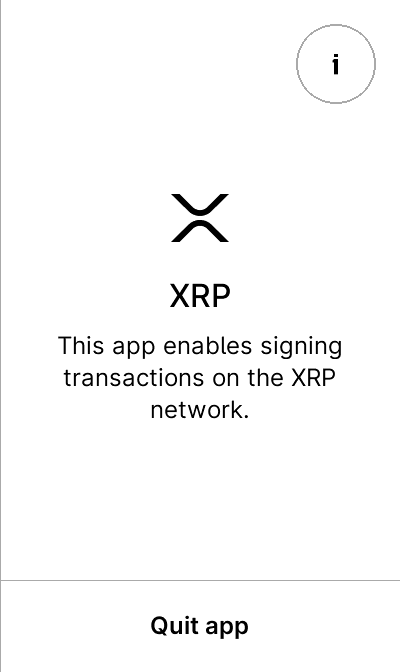 i
XRP
This app enables signing
transactions on the XRP
network.
Quit app